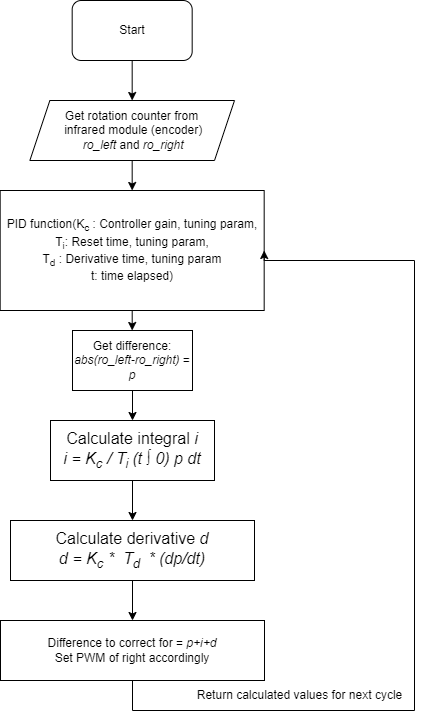 Start
Get rotation counter from
infrared module (encoder)
ro_left and ro_right
PID function(Kc : Controller gain, tuning param,
Ti: Reset time, tuning param,
Td : Derivative time, tuning param
t: time elapsed)
Get difference:
abs(ro_left-ro_right) =
p
Calculate integral i
i = Kc / Ti (t ∫ 0) p dt
Calculate derivative d
d = Kc * Td *(dp/dt)
Difference to correct for = p+i+d
Set PWM of right accordingly
Return calculated values for next cycle